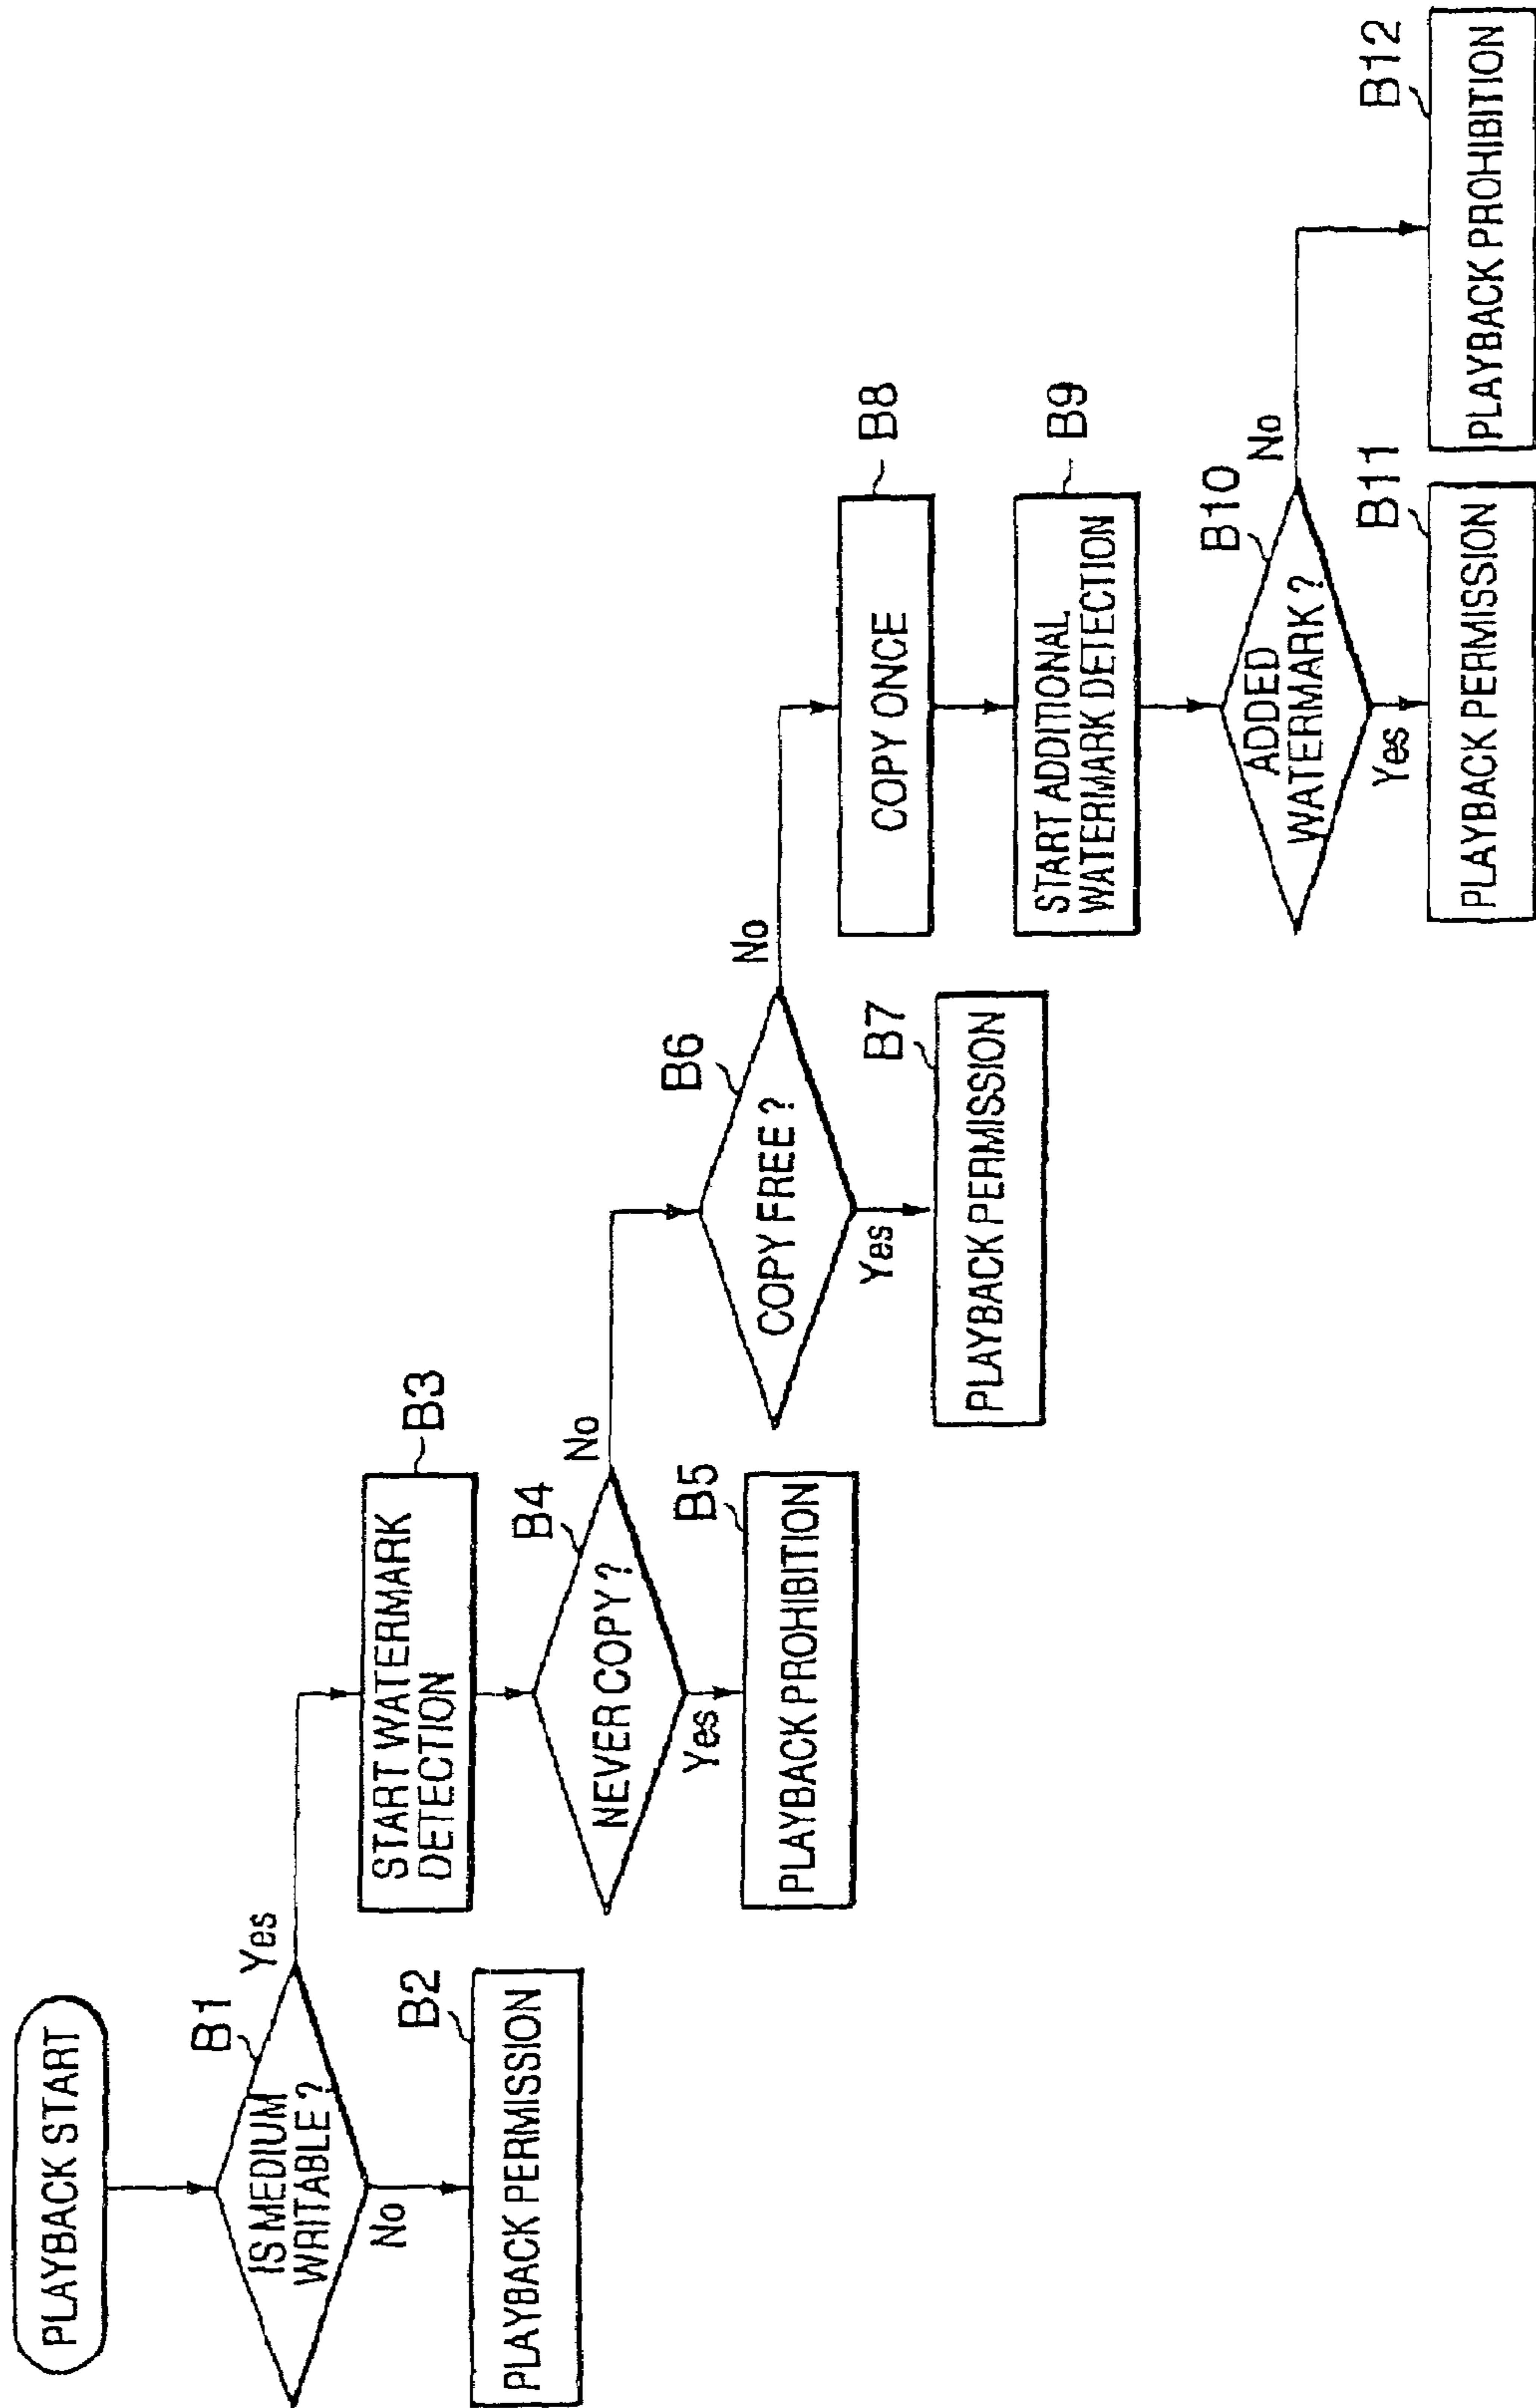 PLAYBACK START
B1
IS MEDIUM
WRITABLE ?
Yes
No
B2
PLAYBACK PERMISSION
B3
START WATERMARK
DETECTION
B4
NEVER COPY ?
No
Yes
B5
PLAYBACK PROHIBITION
B6
COPY FREE ?
No
Yes
B7
PLAYBACK PERMISSION
B8
COPY ONCE
B9
START ADDITIONAL
WATERMARK DETECTION
B10
ADDED
WATERMARK ?
No
Yes
B11
PLAYBACK PERMISSION
B12
PLAYBACK PROHIBITION